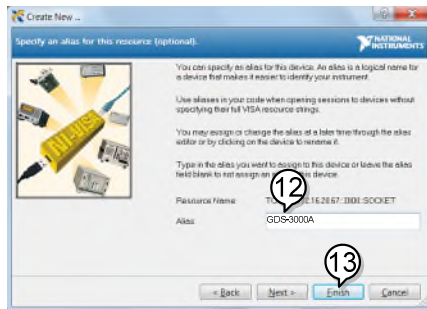 Create New ...
Specify an alias for this resource (optional).
NATIONAL
INSTRUMENTS
NI-VISA
You can specify an alias for this device. An alias is a logical name for
a device that makes it easier to identify your instrument.
Use aliases in your code when opening sessions to devices without
specifying their full VISA resource strings.
You may assign or change the alias at a later time through the alias
editor or by clicking on the device to rename it.
Type in the alias you want to assign to this device or leave the alias
field blank to not assign an this device.
12
Resource Name: SOCKET
Alias: GDS-3000A
13
< Back Next > Finish Cancel